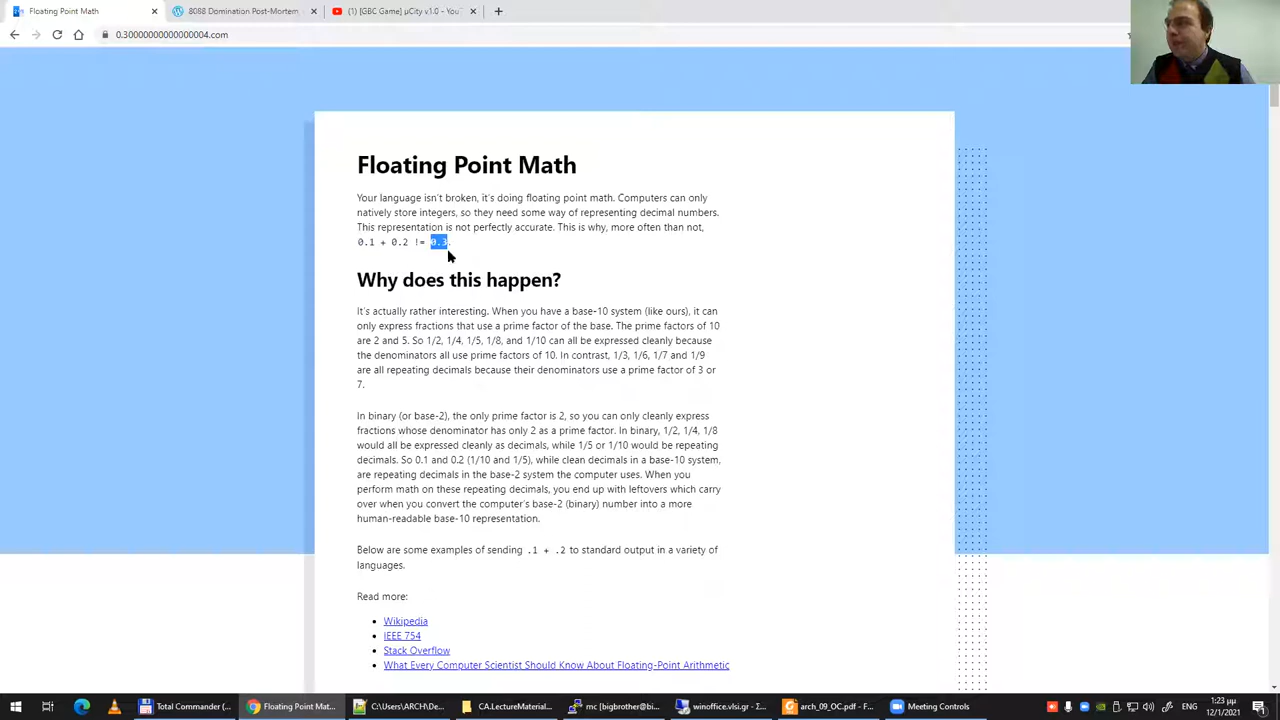 Floating Point Math
8088 Domination Post-Mortem,
(1) [GBC Game] µCity v1.0 - You
0.30000000000000004.com
Floating Point Math
Your language isn't broken, it's doing floating point math. Computers can only
natively store integers, so they need some way of representing decimal numbers.
This representation is not perfectly accurate. This is why, more often than not,
0.1 + 0.2 != 0.3.
Why does this happen?
It's actually rather interesting. When you have a base-10 system (like ours), it can
only express fractions that use a prime factor of the base. The prime factors of 10
are 2 and 5. So 1/2, 1/4, 1/5, 1/8, and 1/10 can all be expressed cleanly because
the denominators all use prime factors of 10. In contrast, 1/3, 1/6, 1/7 and 1/9
are all repeating decimals because their denominators use a prime factor of 3 or
7.
In binary (or base-2), the only prime factor is 2, so you can only cleanly express
fractions whose denominator has only 2 as a prime factor. In binary, 1/2, 1/4, 1/8
would all be expressed cleanly as decimals, while 1/5 or 1/10 would be repeating
decimals. So 0.1 and 0.2 (1/10 and 1/5), while clean decimals in a base-10 system,
are repeating decimals in the base-2 system the computer uses. When you
perform math on these repeating decimals, you end up with leftovers which carry
over when you convert the computer's base-2 (binary) number into a more
human-readable base-10 representation.
Below are some examples of sending .1 + .2 to standard output in a variety of
languages.
Read more:
Wikipedia
IEEE 754
Stack Overflow
What Every Computer Scientist Should Know About Floating-Point Arithmetic
Total Commander (...
Floating Point Mat...
C:\Users\ARCH\De...
CA.LectureMaterial...
mc [bigbrother@bi...
winoffice.vlsi.gr - Σ...
arch_09_OC.pdf - F...
Meeting Controls
1:23 μμ
12/1/2021